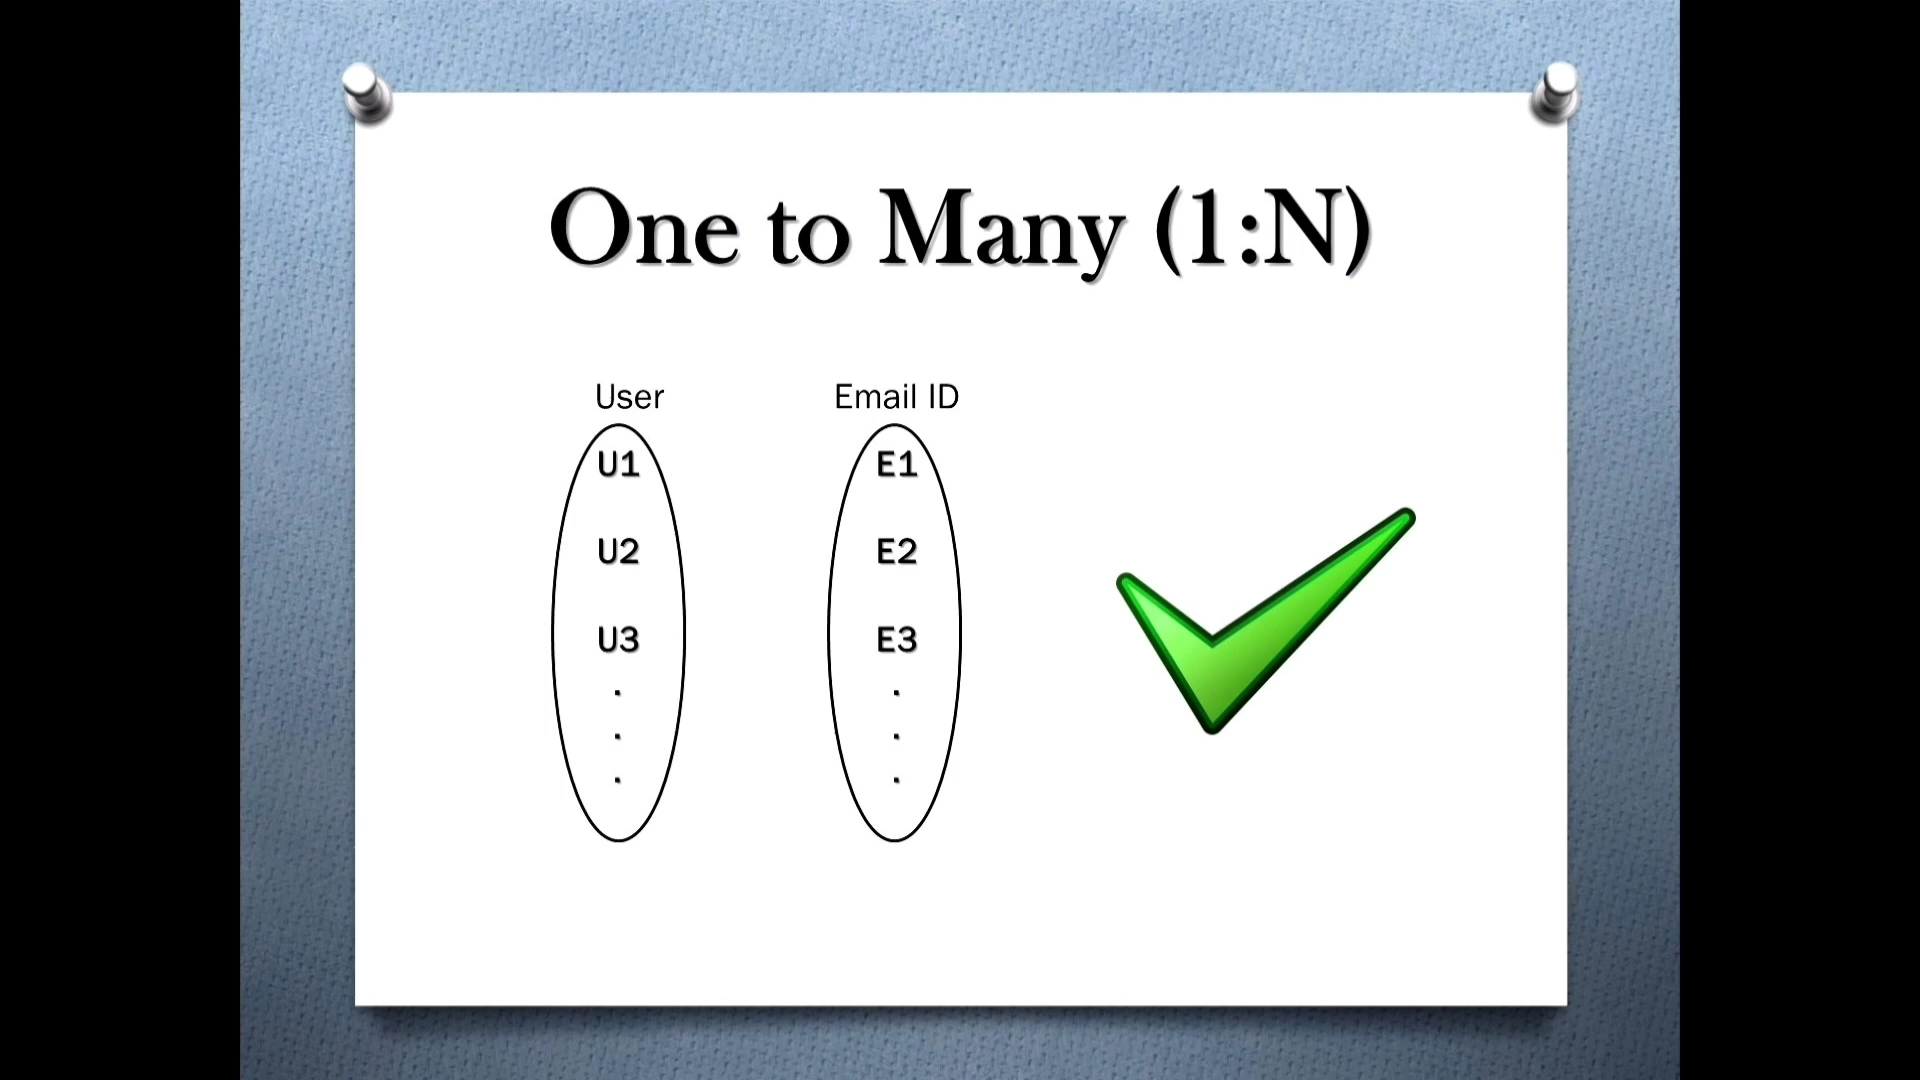 One to Many (1:N)
User Email ID
U1 E1
U2 E2
U3 E3
. .
. .
. .